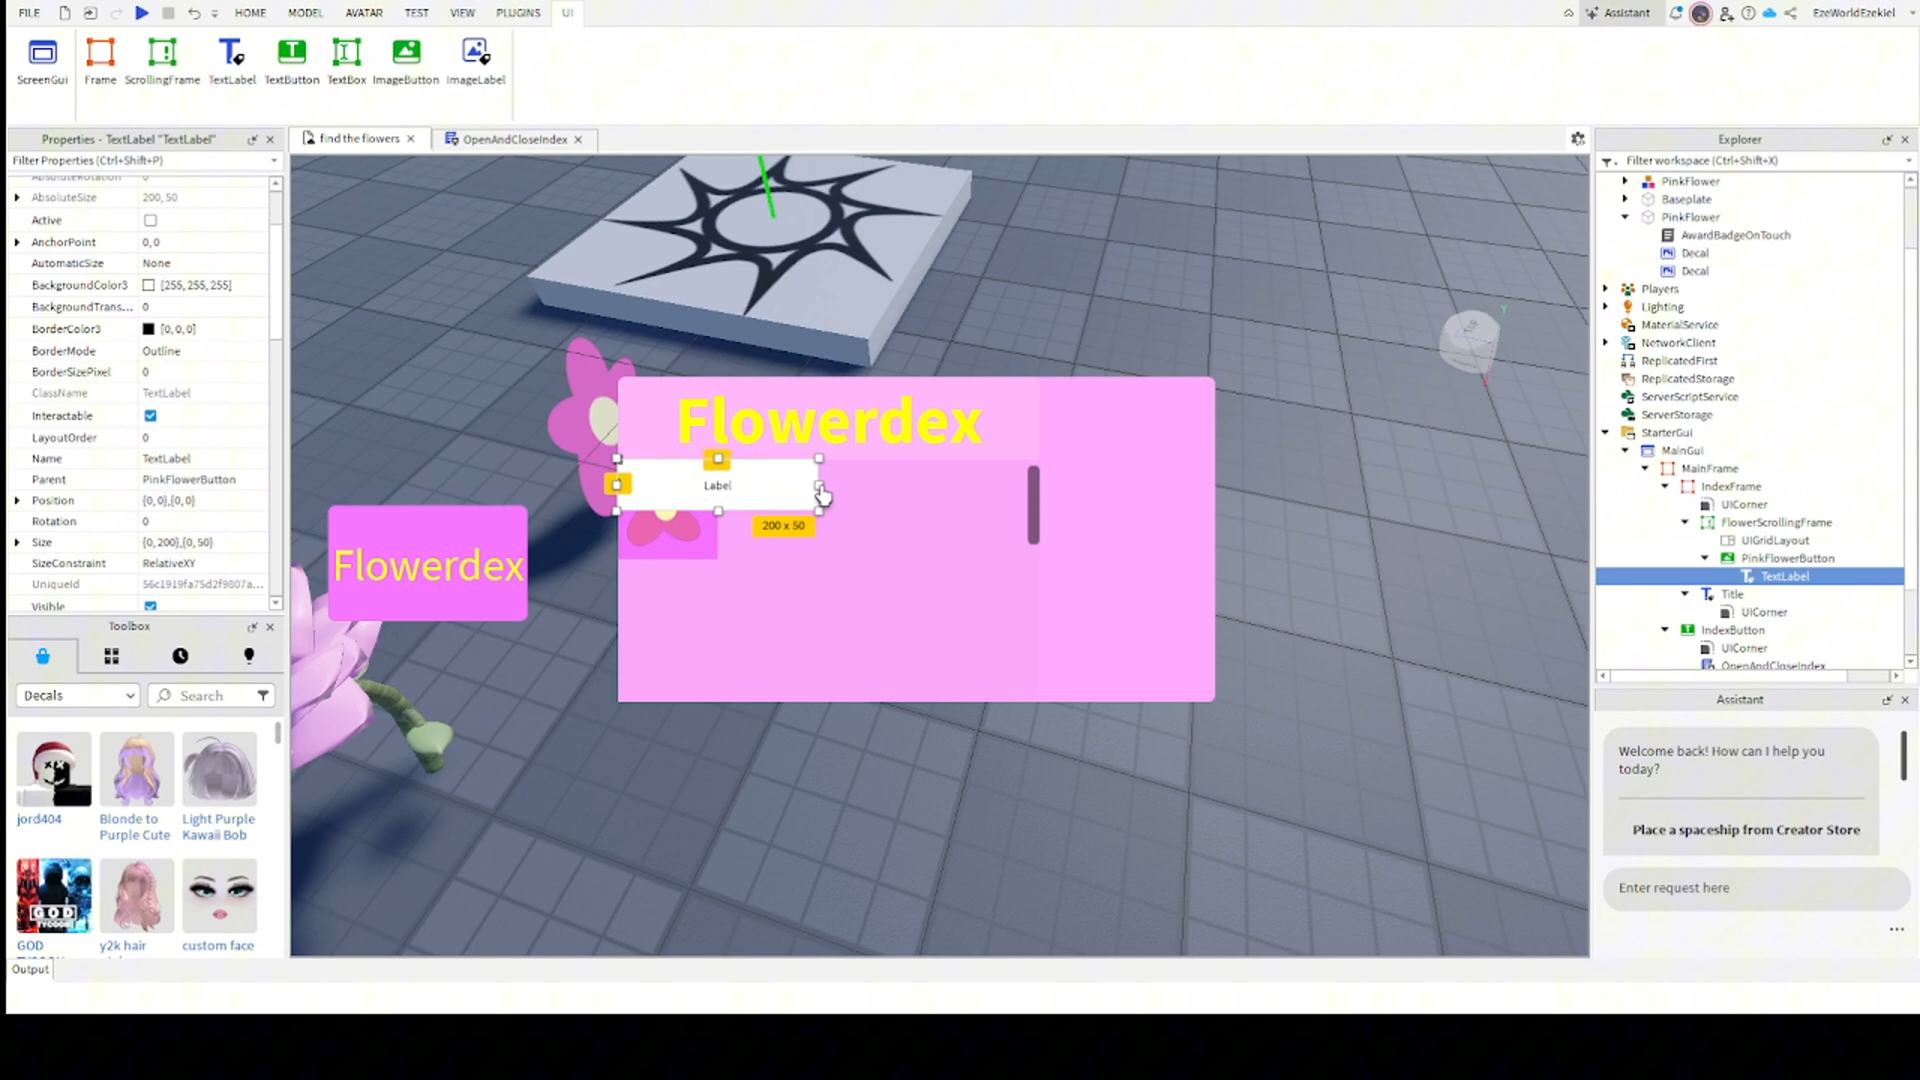 FILE HOME MODEL AVATAR TEST VIEW PLUGINS UI Assistant EzeWorldEzekiel
ScreenGui Frame ScrollingFrame TextLabel TextButton TextBox ImageButton ImageLabel
Properties - TextLabel "TextLabel"
Filter Properties (Ctrl+Shift+P)
AbsoluteRotation 0
AbsoluteSize 200, 50
Active
AnchorPoint 0, 0
AutomaticSize None
BackgroundColor3 [255, 255, 255]
BackgroundTrans... 0
BorderColor3 [0, 0, 0]
BorderMode Outline
BorderSizePixel 0
ClassName TextLabel
Interactable
LayoutOrder 0
Name TextLabel
Parent PinkFlowerButton
Position {0, 0},{0, 0}
Rotation 0
Size {0, 200},{0, 50}
SizeConstraint RelativeXY
UniqueId 56c1919fa75d2f9807a...
Visible
Toolbox
Decals Search
jord404
Blonde to
Purple Cute
Light Purple
Kawaii Bob
GOD
TYCOON
GOD
y2k hair
custom face
Output
find the flowers OpenAndCloseIndex
Flowerdex
Label
200 x 50
Flowerdex
Explorer
Filter workspace (Ctrl+Shift+X)
PinkFlower
Baseplate
PinkFlower
AwardBadgeOnTouch
Decal
Decal
Players
Lighting
MaterialService
NetworkClient
ReplicatedFirst
ReplicatedStorage
ServerScriptService
ServerStorage
StarterGui
MainGui
MainFrame
IndexFrame
UICorner
FlowerScrollingFrame
UIGridLayout
PinkFlowerButton
TextLabel
Title
UICorner
IndexButton
UICorner
OpenAndCloseIndex
Assistant
Welcome back! How can I help you
today?
Place a spaceship from Creator Store
Enter request here